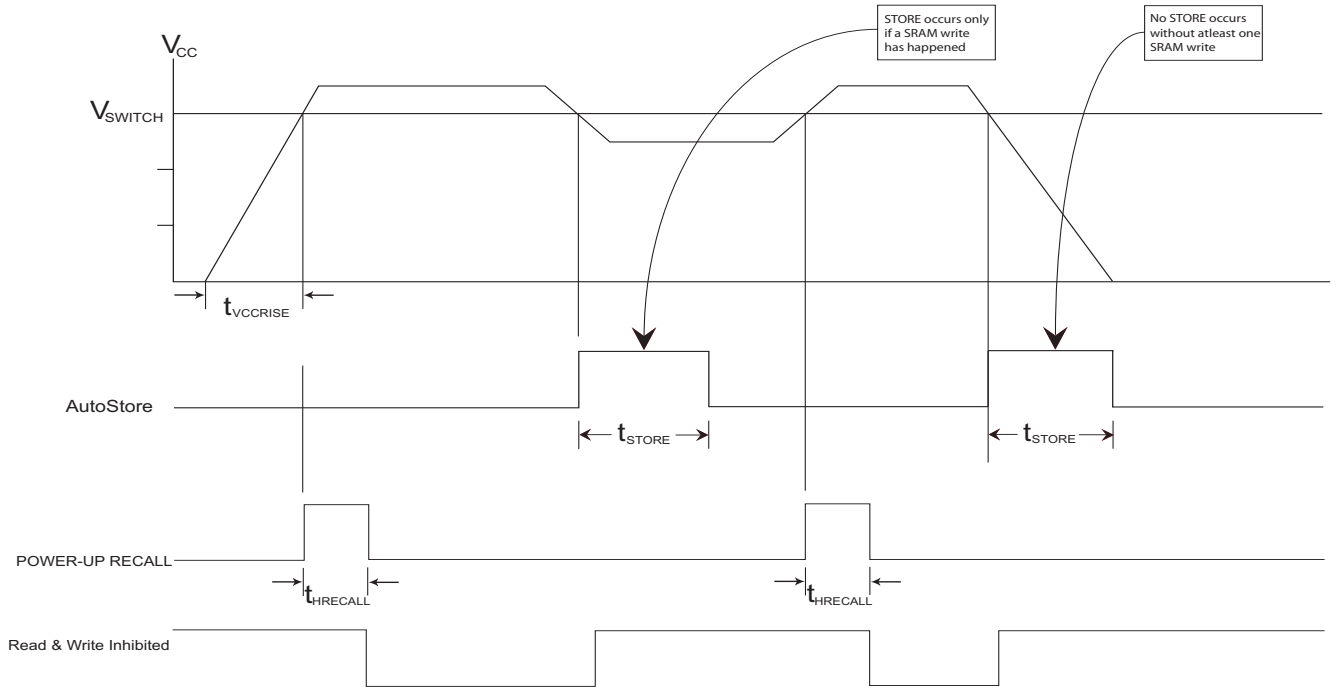 STORE occurs only
if a SRAM write
has happened
No STORE occurs
without atleast one
SRAM write
VCC
VSWITCH
tVCCRISE
AutoStore
tSTORE
tSTORE
POWER-UP RECALL
tHRECALL
tHRECALL
Read & Write Inhibited